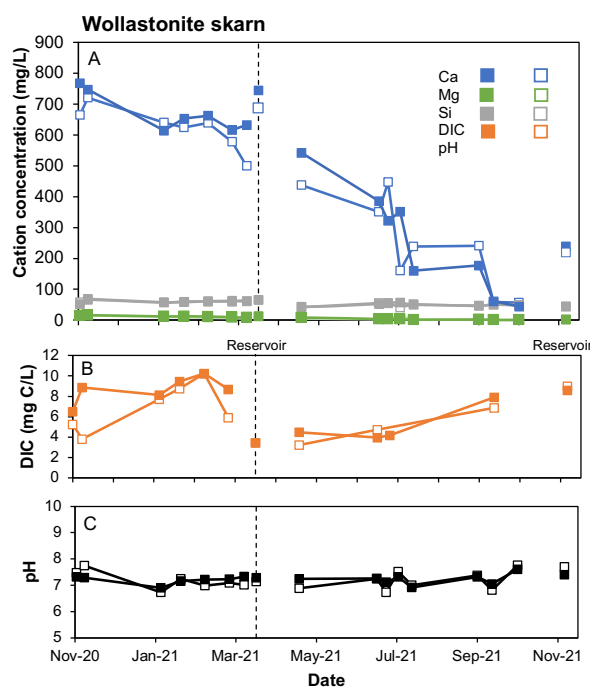 Wollastonite skarn
A
Cation concentration (mg/L)
900
800
700
600
500
400
300
200
100
0
Ca
Mg
Si
DIC
pH
Reservoir
Reservoir
B
DIC (mg C/L)
12
10
8
6
4
2
0
C
pH
10
9
8
7
6
5
Nov-20 Jan-21 Mar-21 May-21 Jul-21 Sep-21 Nov-21
Date